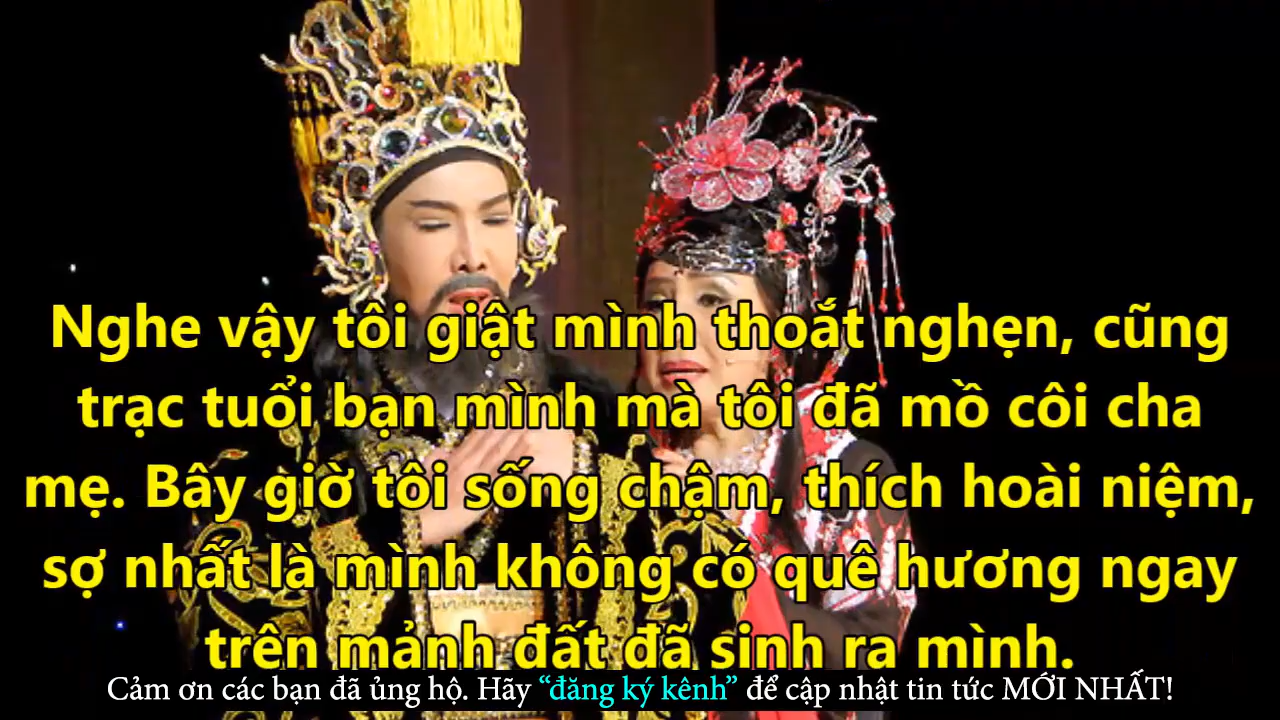 Nghe vậy tôi giật mình thoắt nghẹn, cũng
trạc tuổi bạn mình mà tôi đã mồ côi cha
mẹ. Bây giờ tôi sống chậm, thích hoài niệm,
sợ nhất là mình không có quê hương ngay
trên mảnh đất đã sinh ra mình.
Cảm ơn các bạn đã ủng hộ. Hãy “đăng ký kênh” để cập nhật tin tức MỚI NHẤT!